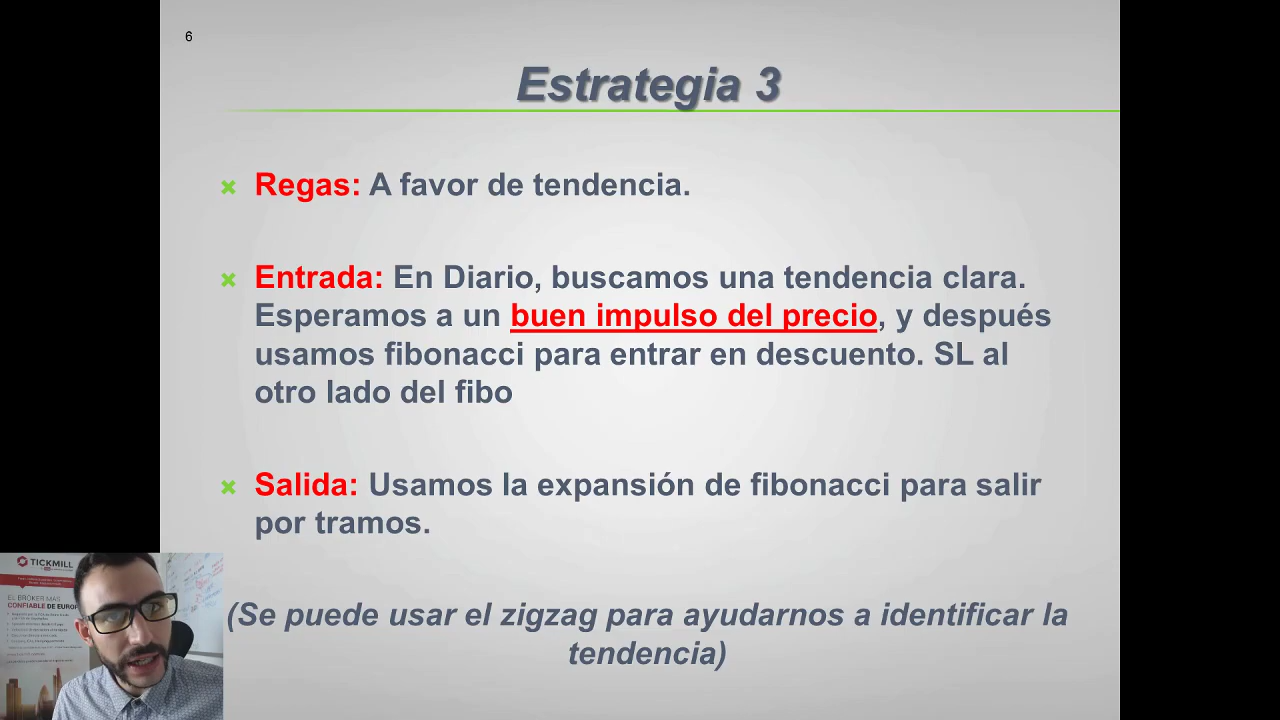 6
Estrategia 3
Regas: A favor de tendencia.
Entrada: En Diario, buscamos una tendencia clara.
Esperamos a un buen impulso del precio, y después
usamos fibonacci para entrar en descuento. SL al
otro lado del fibo
Salida: Usamos la expansión de fibonacci para salir
por tramos.
(Se puede usar el zigzag para ayudarnos a identificar la
tendencia)
TICKMILL
EL BRÓKER MÁS
CONFIABLE DE EUROP